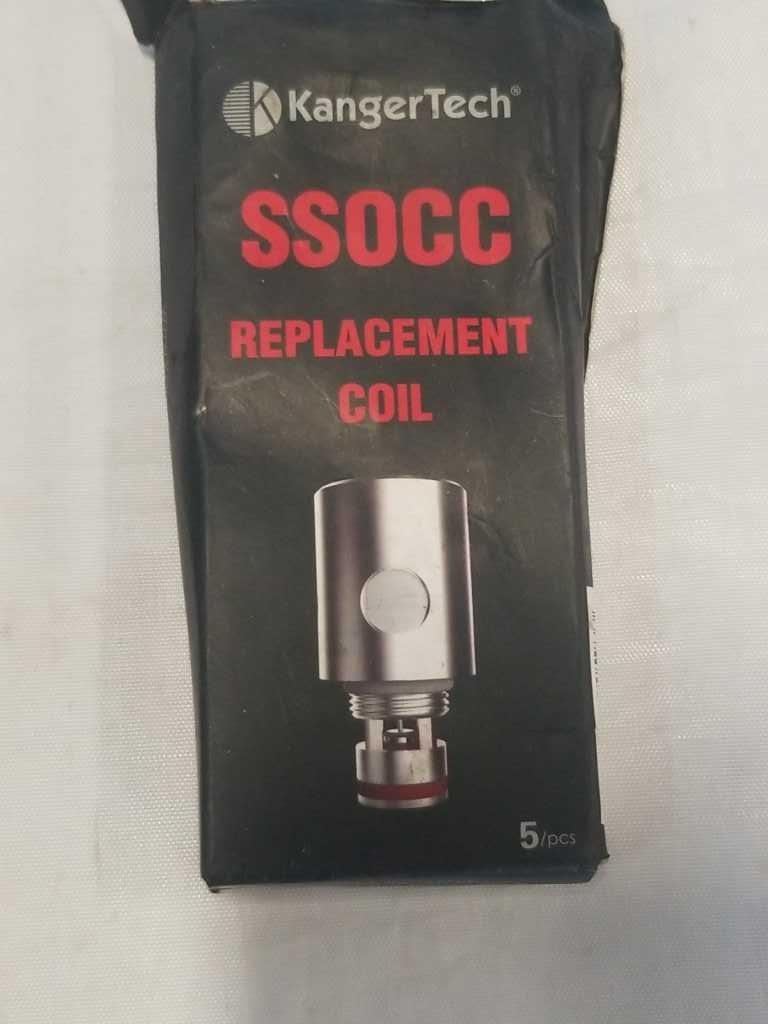 KangerTech®
SSOCC
REPLACEMENT
COIL
5/pcs